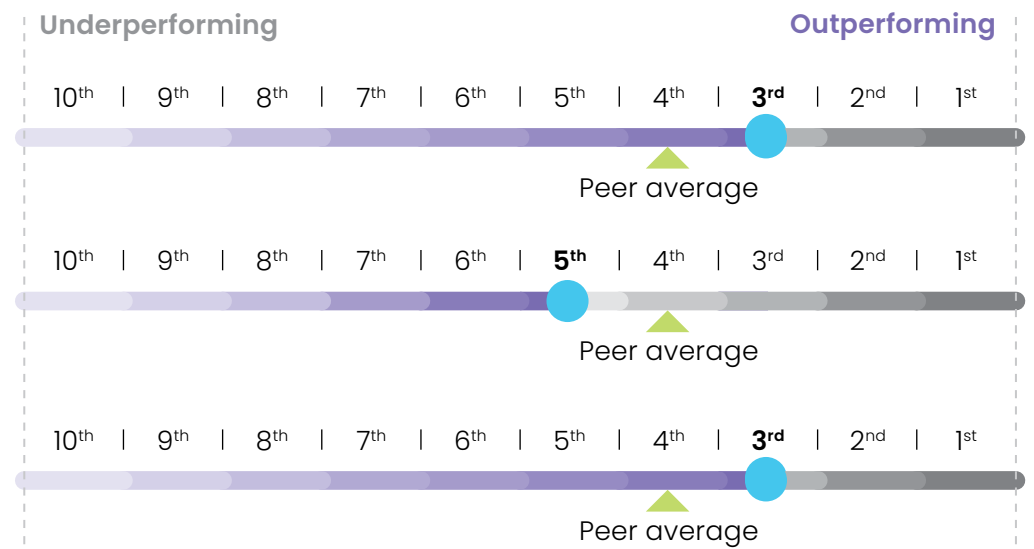 Underperforming Outperforming
10th | 9th | 8th | 7th | 6th | 5th | 4th | 3rd | 2nd | 1st
Peer average
10th | 9th | 8th | 7th | 6th | 5th | 4th | 3rd | 2nd | 1st
Peer average
10th | 9th | 8th | 7th | 6th | 5th | 4th | 3rd | 2nd | 1st
Peer average